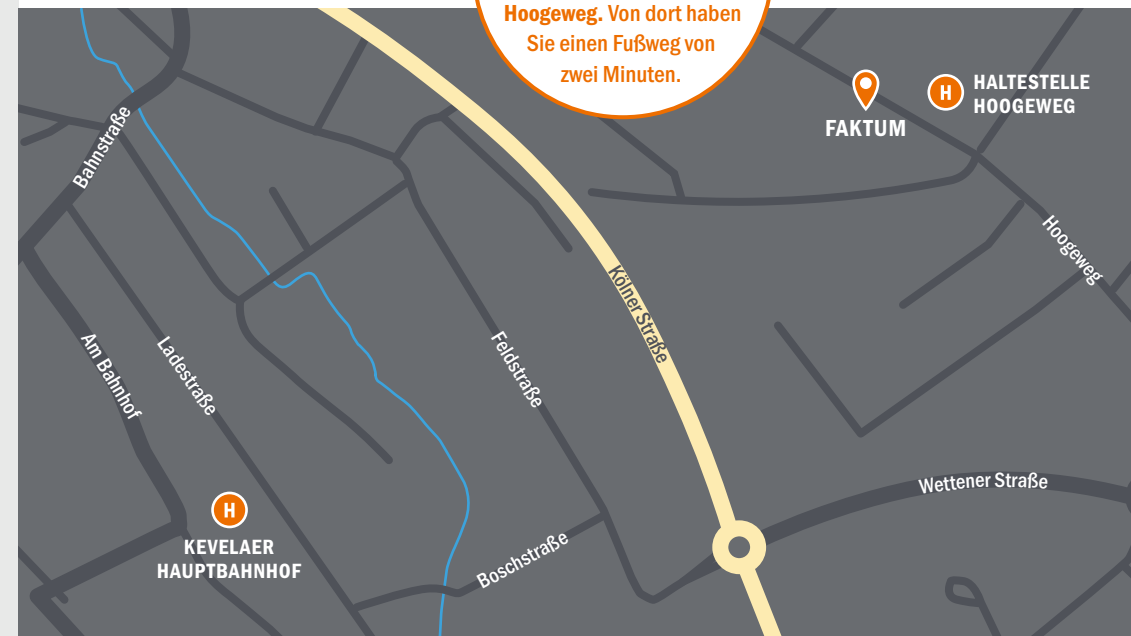 Hoogeweg. Von dort haben
Sie einen Fußweg von
zwei Minuten.
H
HALTESTELLE
HOOGEWEG
FAKTUM
Bahnstraße
Hoogeweg
Kölner Straße
Am Bahnhof
Ladestraße
Feldstraße
Wettener Straße
H
KEVELAER
HAUPTBAHNHOF
Boschstraße